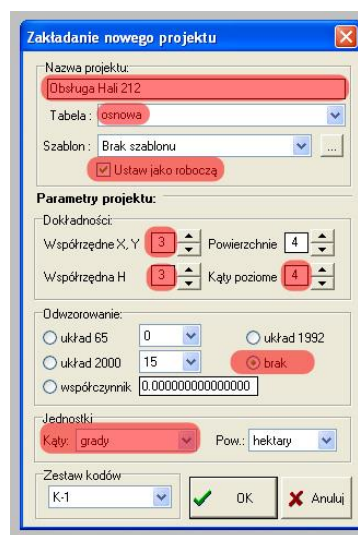 Zakładanie nowego projektu
Nazwa projektu:
Obsługa Hali 212
Tabela : osnowa
Szablon : Brak szablonu ...
Ustaw jako roboczą
Parametry projektu:
Dokładności:
Współrzędne X, Y 3 Powierzchnie 4
Współrzędna H 3 Kąty poziome 4
Odwzorowanie:
układ 65 0 układ 1992
układ 2000 15 brak
współczynnik 0.000000000000000
Jednostki
Kąty: grady Pow.: hektary
Zestaw kodów
K-1 OK Anuluj